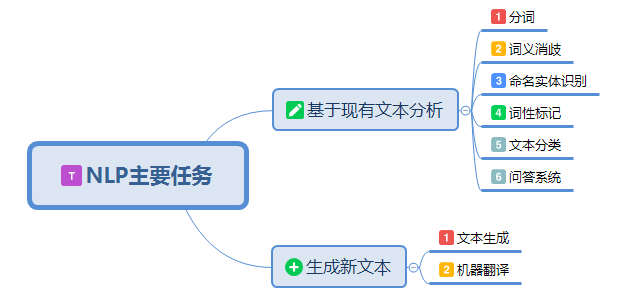 T NLP主要任务
基于现有文本分析
1 分词
2 词义消歧
3 命名实体识别
4 词性标记
5 文本分类
6 问答系统
生成新文本
1 文本生成
2 机器翻译